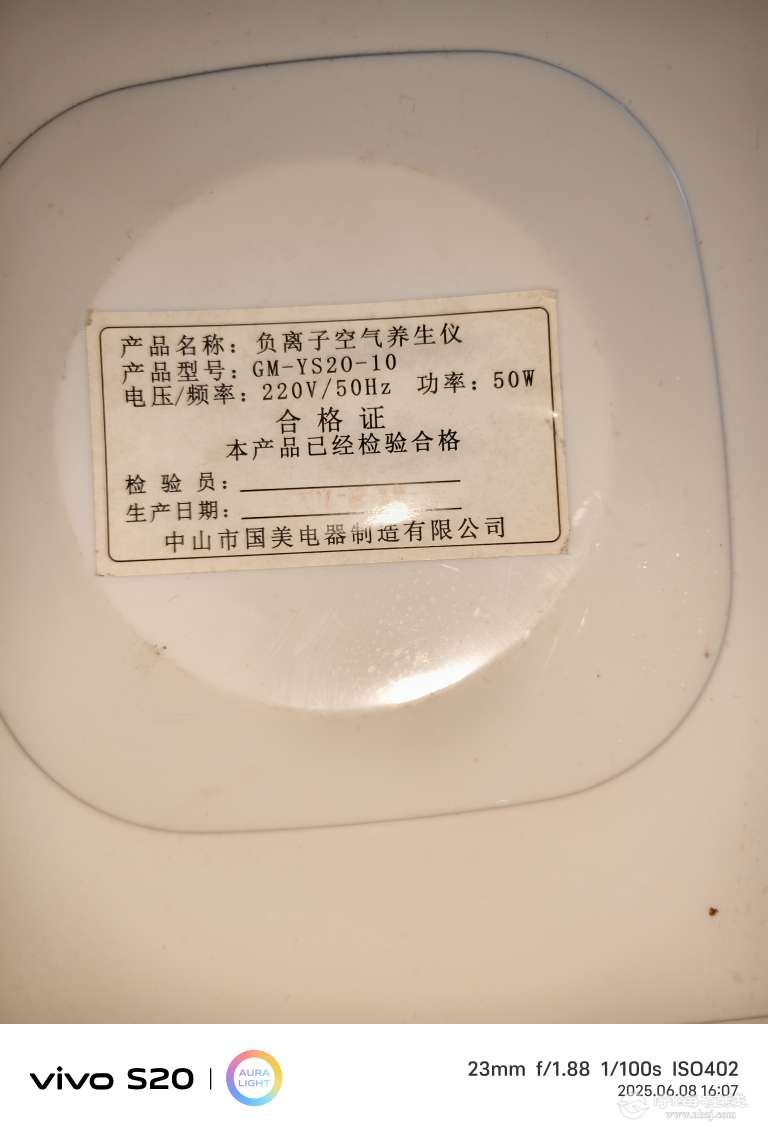 产品名称：负离子空气养生仪
产品型号：GM-YS20-10
电压/频率：220V/50Hz 功率：50W
合格证
本产品已经检验合格
检验员：
生产日期：
中山市国美电器制造有限公司
vivo S20 | AURA LIGHT
23mm f/1.88 1/100s ISO402
2025.06.08 16:07